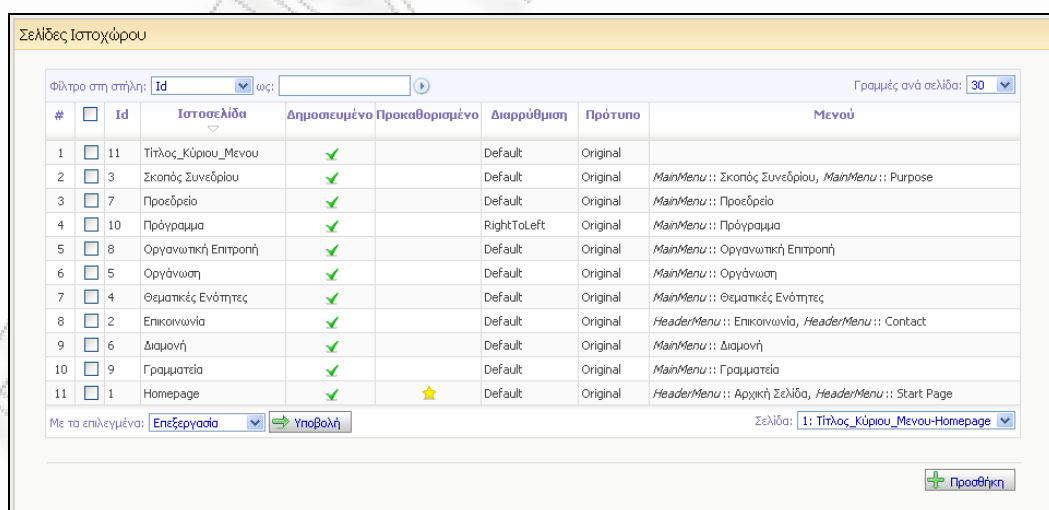 Σελίδες Ιστοχώρου
Φίλτρο στη στήλη: Id ως: Γραμμές ανά σελίδα: 30
# Id Ιστοσελίδα Δημοσιευμένο Προκαθορισμένο Διαρρύθμιση Πρότυπο Μενού
1 11 Τίτλος_Κύριου_Μενου Default Original
2 3 Σκοπός Συνεδρίου Default Original MainMenu :: Σκοπός Συνεδρίου, MainMenu :: Purpose
3 7 Προεδρείο Default Original MainMenu :: Προεδρείο
4 10 Πρόγραμμα RightToLeft Original MainMenu :: Πρόγραμμα
5 8 Οργανωτική Επιτροπή Default Original MainMenu :: Οργανωτική Επιτροπή
6 5 Οργάνωση Default Original MainMenu :: Οργάνωση
7 4 Θεματικές Ενότητες Default Original MainMenu :: Θεματικές Ενότητες
8 2 Επικοινωνία Default Original HeaderMenu :: Επικοινωνία, HeaderMenu :: Contact
9 6 Διαμονή Default Original MainMenu :: Διαμονή
10 9 Γραμματεία Default Original MainMenu :: Γραμματεία
11 1 Homepage Default Original HeaderMenu :: Αρχική Σελίδα, HeaderMenu :: Start Page
Με τα επιλεγμένα: Επεξεργασία Υποβολή Σελίδα: 1: Τίτλος_Κύριου_Μενου-Homepage
Προσθήκη